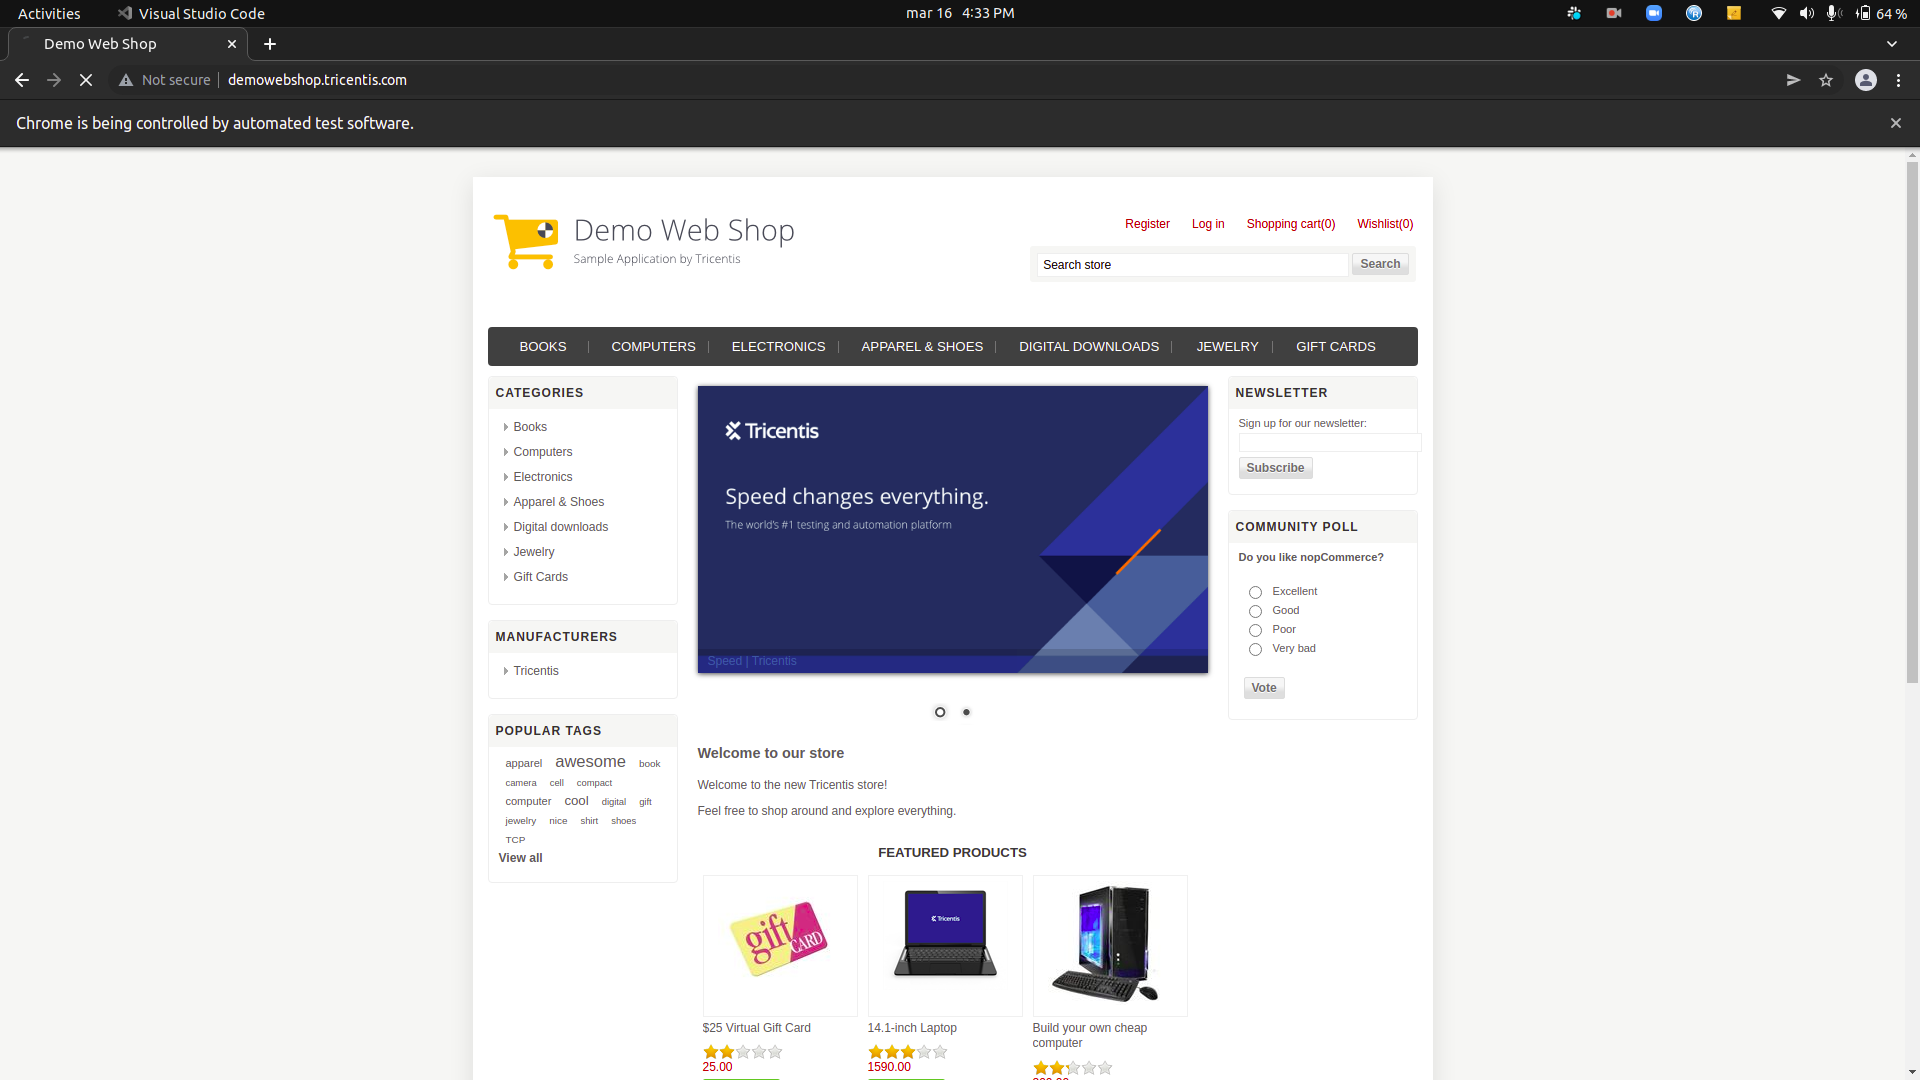 Activities Visual Studio Code mar 16 4:33 PM 64 %
Demo Web Shop
Not secure demowebshop.tricentis.com
Chrome is being controlled by automated test software.
Demo Web Shop
Sample Application by Tricentis
Register Log in Shopping cart(0) Wishlist(0)
Search store Search
BOOKS COMPUTERS ELECTRONICS APPAREL & SHOES DIGITAL DOWNLOADS JEWELRY GIFT CARDS
CATEGORIES
Books
Computers
Electronics
Apparel & Shoes
Digital downloads
Jewelry
Gift Cards
MANUFACTURERS
Tricentis
POPULAR TAGS
apparel awesome book
camera cell compact
computer cool digital gift
jewelry nice shirt shoes
TCP
View all
Tricentis
Speed changes everything.
The world's #1 testing and automation platform
Speed | Tricentis
Welcome to our store
Welcome to the new Tricentis store!
Feel free to shop around and explore everything.
FEATURED PRODUCTS
gift CARD
Tricentis
$25 Virtual Gift Card
25.00
14.1-inch Laptop
1590.00
Build your own cheap
computer
NEWSLETTER
Sign up for our newsletter:
Subscribe
COMMUNITY POLL
Do you like nopCommerce?
Excellent
Good
Poor
Very bad
Vote